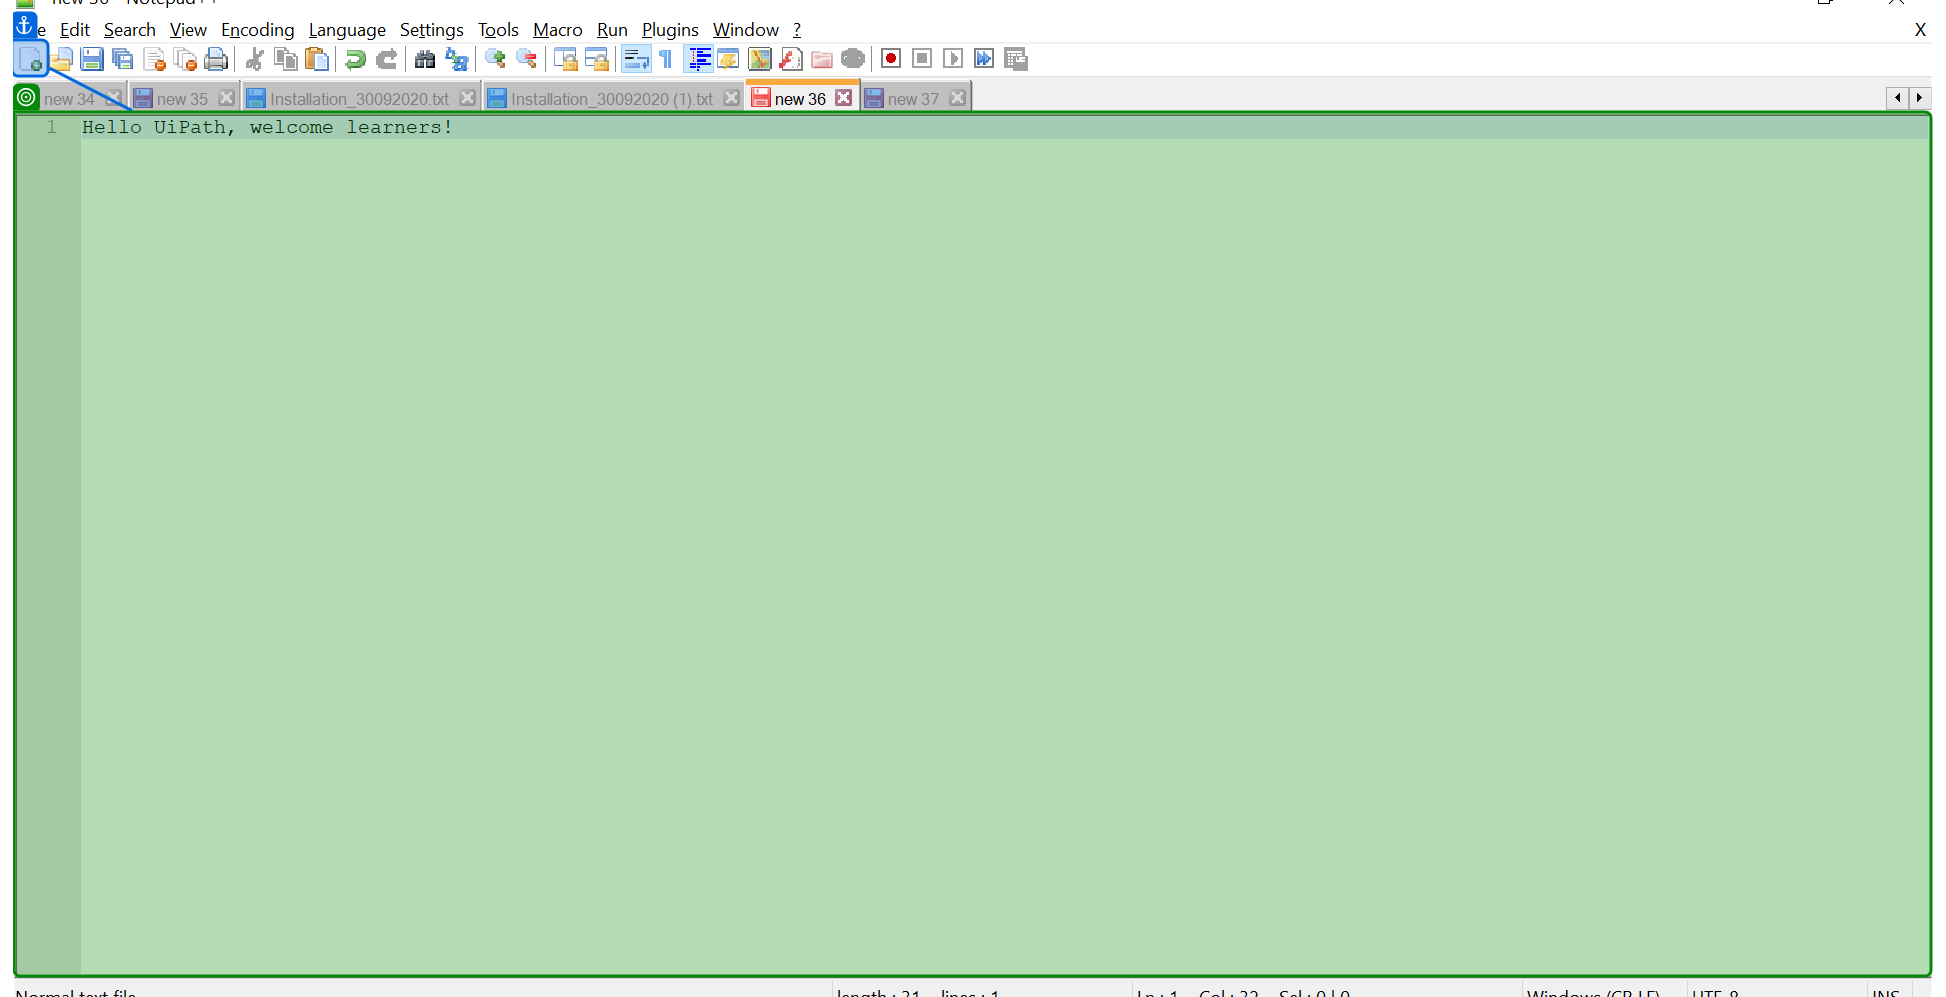 new 36 - Notepad++
e Edit Search View Encoding Language Settings Tools Macro Run Plugins Window ? X
new 34 new 35 Installation_30092020.txt Installation_30092020 (1).txt new 36 new 37
1 Hello UiPath, welcome learners!
Normal text file length : 31 lines : 1 Ln : 1 Col : 32 Sel : 0 | 0 Windows (CR LF) UTF-8 INS